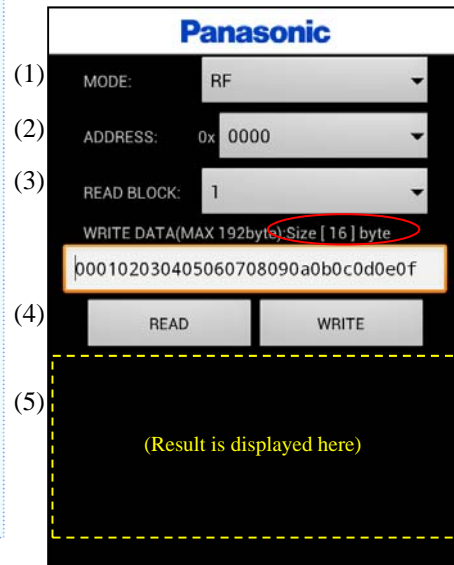 Panasonic
(1) MODE: RF
(2) ADDRESS: 0x 0000
(3) READ BLOCK: 1
WRITE DATA(MAX 192byte):Size [ 16 ] byte
000102030405060708090a0b0c0d0e0f
(4) READ WRITE
(5)
(Result is displayed here)